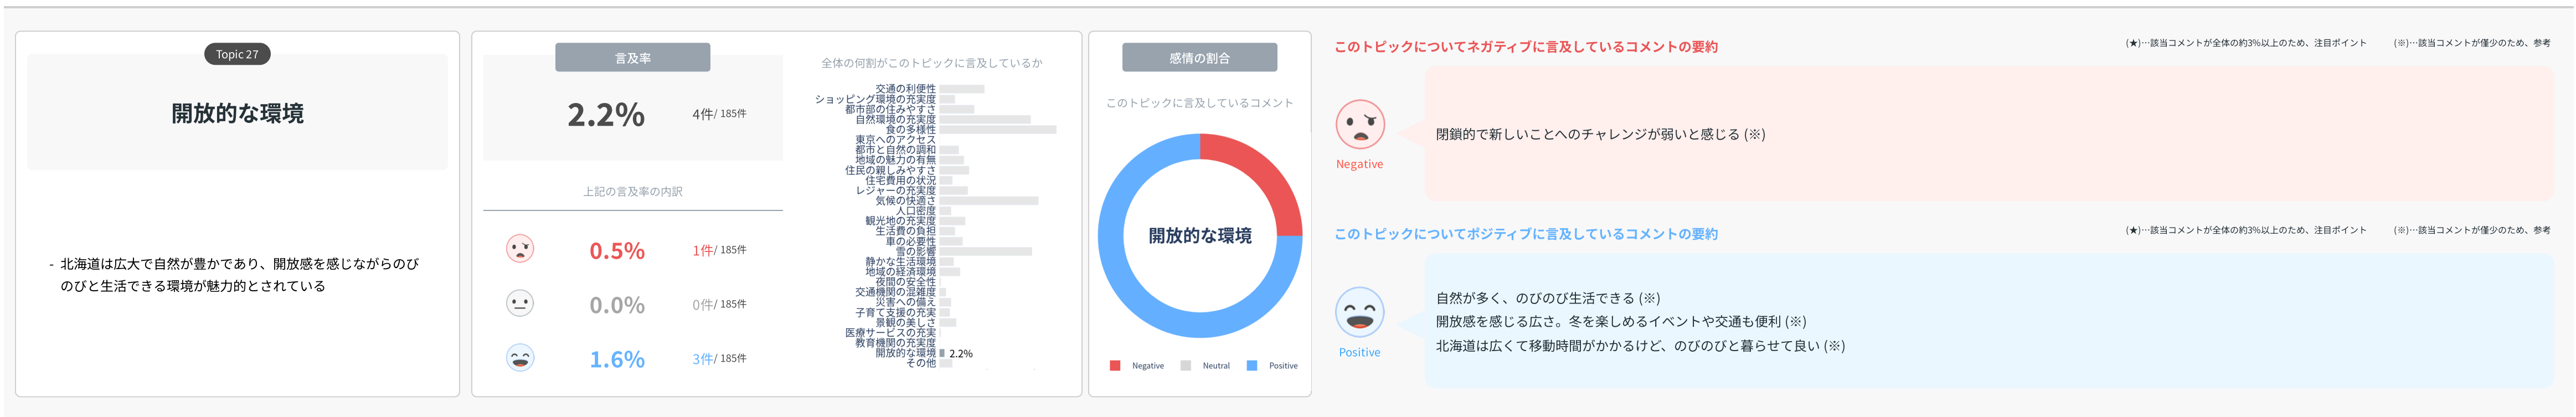 Topic 27
開放的な環境
- 北海道は広大で自然が豊かであり、開放感を感じながらのび
のびと生活できる環境が魅力的とされている
言及率
2.2%
4件/ 185件
上記の言及率の内訳
0.5%
1件/ 185件
0.0%
0件/ 185件
1.6%
3件/ 185件
全体の何割がこのトピックに言及しているか
交通の利便性
ショッピング環境の充実度
都市部の住みやすさ
自然環境の充実度
食の多様性
東京へのアクセス
都市と自然の調和
地域の魅力の有無
住民の親しみやすさ
住宅費用の状況
レジャーの充実度
気候の快適さ
人口密度
観光地の充実度
生活費の負担
車の必要性
雪の影響
静かな生活環境
地域の経済環境
夜間の安全性
交通機関の混雑度
災害への備え
子育て支援の充実
景観の美しさ
医療サービスの充実
教育機関の充実度
開放的な環境 2.2%
その他
感情の割合
このトピックに言及しているコメント
開放的な環境
Negative Neutral Positive
このトピックについてネガティブに言及しているコメントの要約
(★)…該当コメントが全体の約3%以上のため、注目ポイント (※)…該当コメントが僅少のため、参考
Negative
閉鎖的で新しいことへのチャレンジが弱いと感じる (※)
このトピックについてポジティブに言及しているコメントの要約
(★)…該当コメントが全体の約3%以上のため、注目ポイント (※)…該当コメントが僅少のため、参考
Positive
自然が多く、のびのび生活できる (※)
開放感を感じる広さ。冬を楽しめるイベントや交通も便利 (※)
北海道は広くて移動時間がかかるけど、のびのびと暮らせて良い (※)